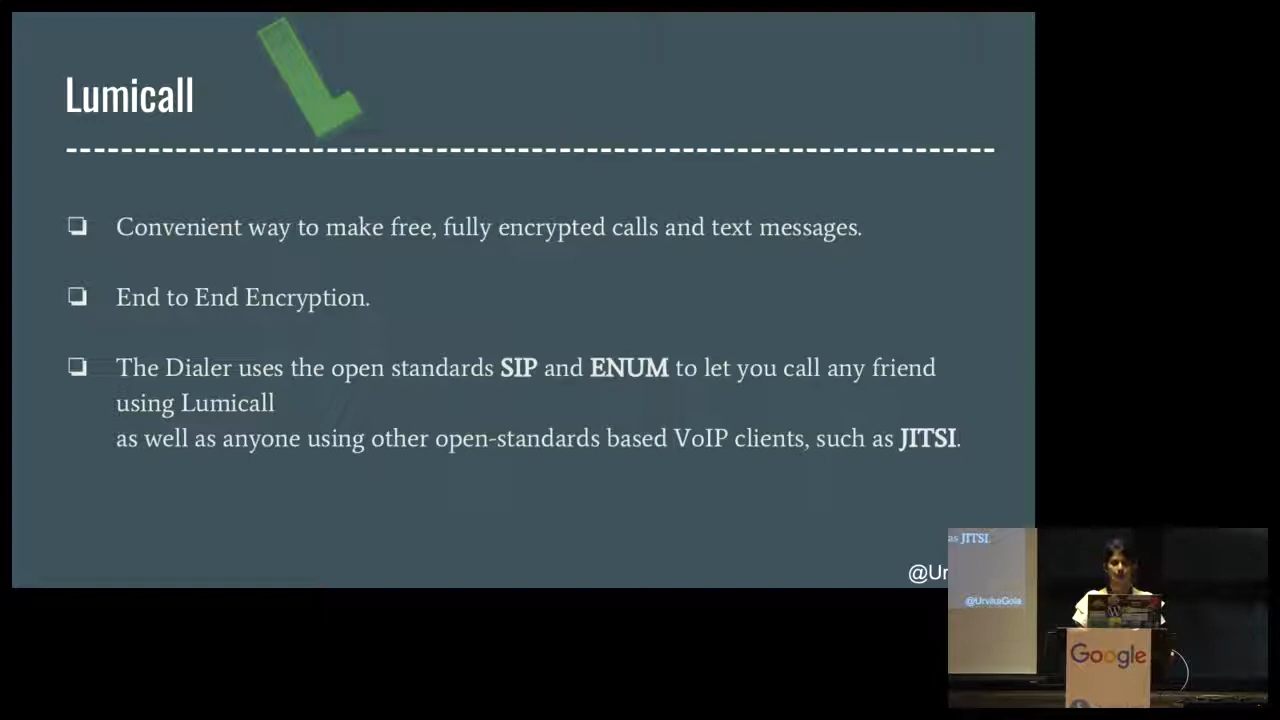 Lumicall
Convenient way to make free, fully encrypted calls and text messages.
End to End Encryption.
The Dialer uses the open standards SIP and ENUM to let you call any friend
using Lumicall
as well as anyone using other open-standards based VoIP clients, such as JITSI.
@Ur
as JITSI.
@UrvikaGola
Google